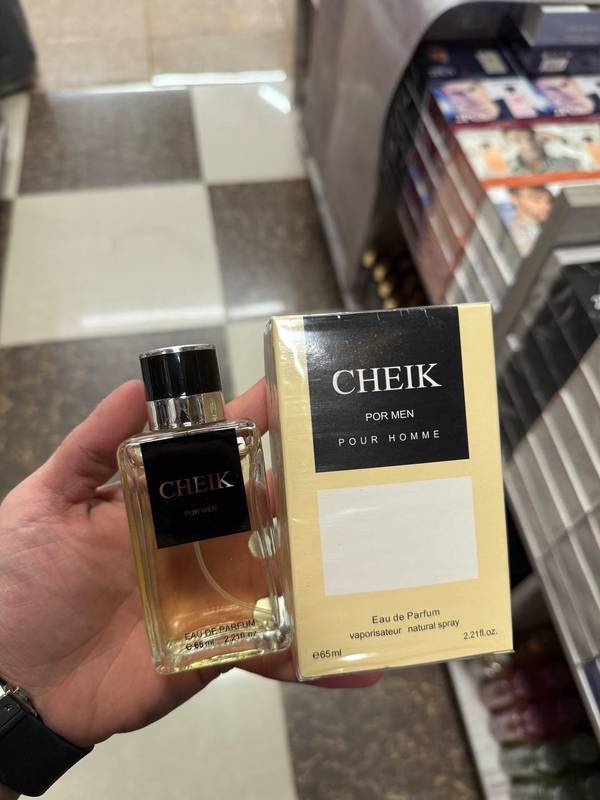 CHEIK
POR MEN
POUR HOMME
Eau de Parfum
vaporisateur natural spray
℮65ml
2.21fl.oz.
CHEIK
POR MEN
EAU DE PARFUM
℮65ml 2.21fl.oz